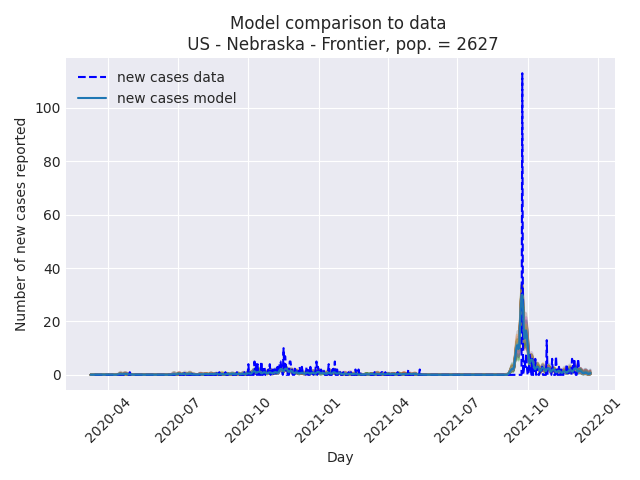 Model comparison to data
US - Nebraska - Frontier, pop. = 2627
new cases data
new cases model
Number of new cases reported
100
80
60
40
20
0
2020-04
2020-07
2020-10
2021-01
2021-04
2021-07
2021-10
2022-01
Day